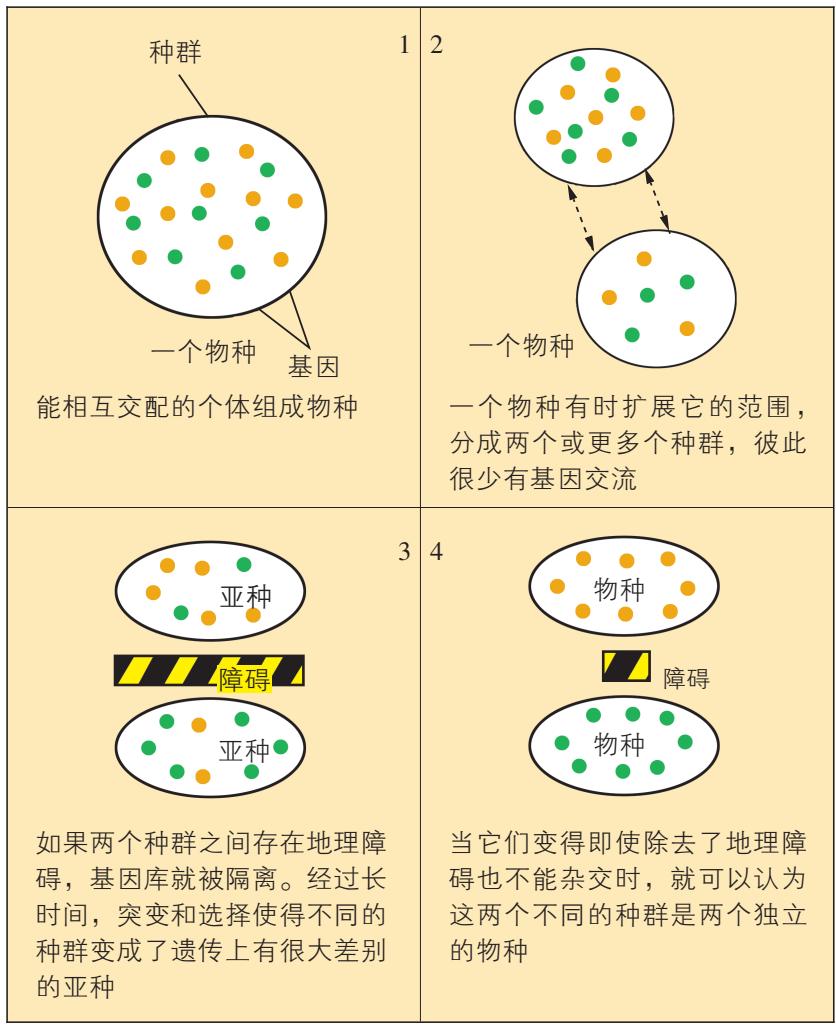 种群
1
一个物种
基因
能相互交配的个体组成物种
2
一个物种
一个物种有时扩展它的范围，
分成两个或更多个种群，彼此
很少有基因交流
3
亚种
障碍
亚种
如果两个种群之间存在地理障
碍，基因库就被隔离。经过长
时间，突变和选择使得不同的
种群变成了遗传上有很大差别
的亚种
4
物种
障碍
物种
当它们变得即使除去了地理障
碍也不能杂交时，就可以认为
这两个不同的种群是两个独立
的物种